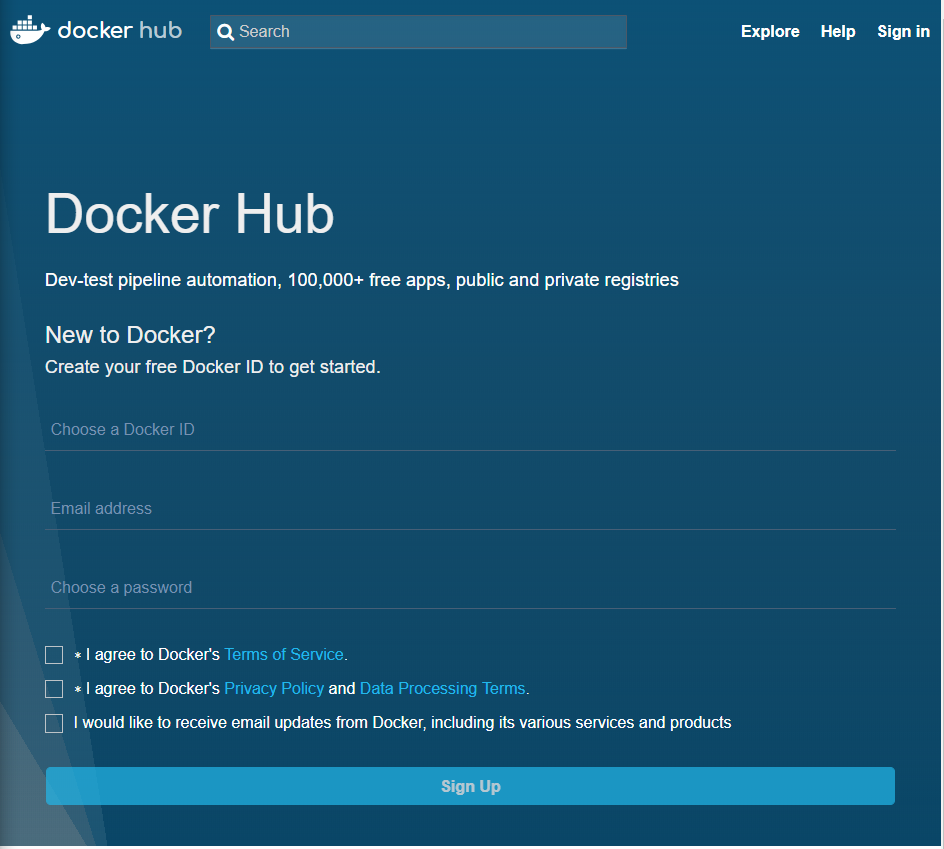 docker hub
Search
Explore Help Sign in
Docker Hub
Dev-test pipeline automation, 100,000+ free apps, public and private registries
New to Docker?
Create your free Docker ID to get started.
Choose a Docker ID
Email address
Choose a password
* I agree to Docker's Terms of Service.
* I agree to Docker's Privacy Policy and Data Processing Terms.
I would like to receive email updates from Docker, including its various services and products
Sign Up